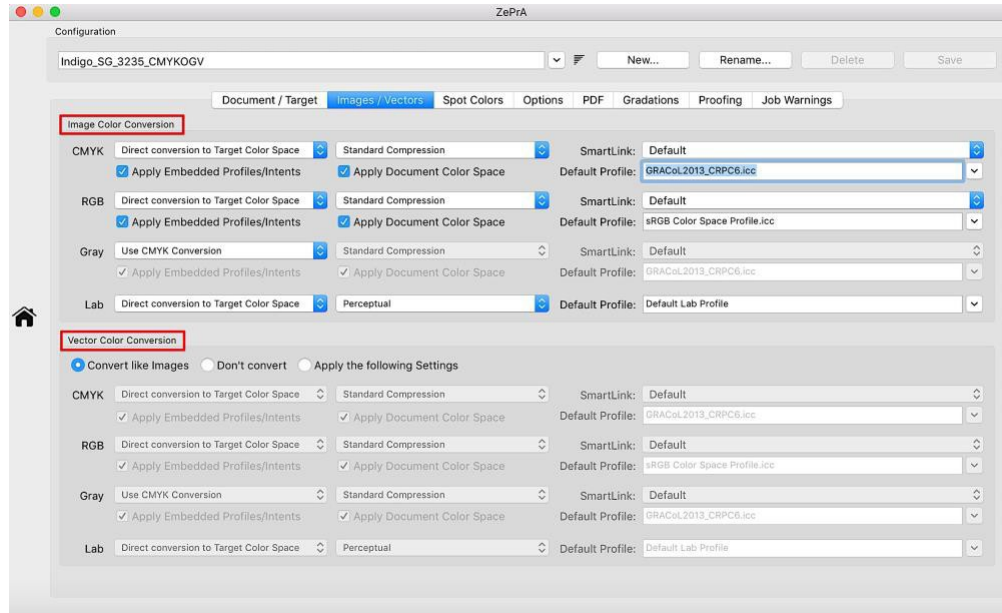 ZePrA
Configuration
Indigo_SG_3235_CMYKOGV New... Rename... Delete Save
Document / Target Images / Vectors Spot Colors Options PDF Gradations Proofing Job Warnings
Image Color Conversion
CMYK Direct conversion to Target Color Space Standard Compression SmartLink: Default
Apply Embedded Profiles/Intents Apply Document Color Space Default Profile: GRACoL2013_CRPC6.icc
RGB Direct conversion to Target Color Space Standard Compression SmartLink: Default
Apply Embedded Profiles/Intents Apply Document Color Space Default Profile: sRGB Color Space Profile.icc
Gray Use CMYK Conversion Standard Compression SmartLink: Default
Apply Embedded Profiles/Intents Apply Document Color Space Default Profile: GRACoL2013_CRPC6.icc
Lab Direct conversion to Target Color Space Perceptual Default Profile: Default Lab Profile
Vector Color Conversion
Convert like Images Don't convert Apply the following Settings
CMYK Direct conversion to Target Color Space Standard Compression SmartLink: Default
Apply Embedded Profiles/Intents Apply Document Color Space Default Profile: GRACoL2013_CRPC6.icc
RGB Direct conversion to Target Color Space Standard Compression SmartLink: Default
Apply Embedded Profiles/Intents Apply Document Color Space Default Profile: sRGB Color Space Profile.icc
Gray Use CMYK Conversion Standard Compression SmartLink: Default
Apply Embedded Profiles/Intents Apply Document Color Space Default Profile: GRACoL2013_CRPC6.icc
Lab Direct conversion to Target Color Space Perceptual Default Profile: Default Lab Profile